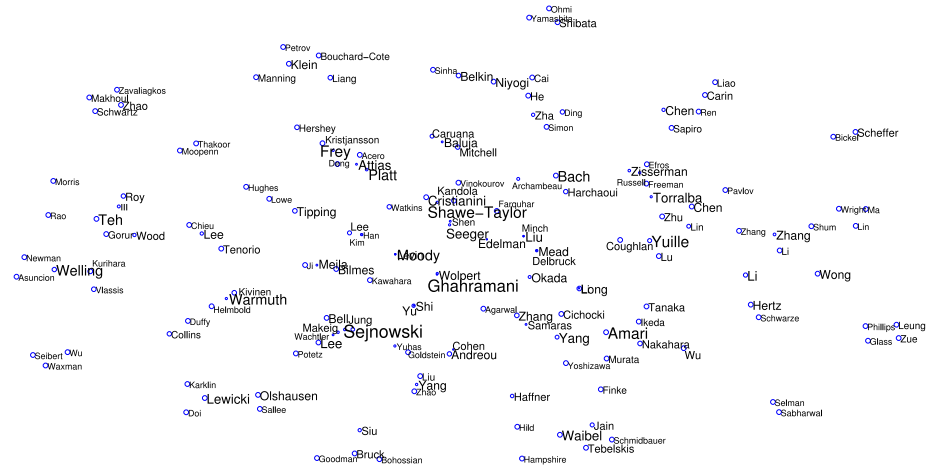 Ohmi
Yamashita
Shibata
Petrov
Bouchard−Cote
Klein
Manning
Liang
Sinha
Belkin
Niyogi
Cai
He
Liao
Carin
Zavaliagkos
Makhoul
Zhao
Schwartz
Zha
Ding
Simon
Chen
Ren
Sapiro
Scheffer
Bickel
Hershey
Kristjansson
Frey
Acero
Deng
Attias
Platt
Caruana
Baluja
Mitchell
Thakoor
Moopenn
Efros
Zisserman
Russell
Freeman
Torralba
Pavlov
Chen
Morris
Roy
Hughes
Lowe
Tipping
Vinokourov
Kandola
Cristianini
Archambeau
Bach
Harchaoui
Watkins
Farquhar
Shawe−Taylor
Rao
Teh
Gorur
Wood
Chieu
Lee
Tenorio
Lee
Kim
Han
Shen
Seeger
Edelman
Minch
Liu
Mead
Delbruck
Zhu
Lin
Coughlan
Yuille
Lu
Wright
Ma
Zhang
Zhang
Li
Shum
Lin
Newman
Asuncion
Welling
Kurihara
Vlassis
Moody
Ji
Meila
Bilmes
Kawahara
Wolpert
Ghahramani
Okada
Long
Li
Wong
Kivinen
Warmuth
Helmbold
Duffy
Collins
Yu
Shi
Agarwal
Zhang
Samaras
Cichocki
Yang
Tanaka
Ikeda
Amari
Nakahara
Wu
Murata
Yoshizawa
Hertz
Schwarze
Bell
Jung
Makeig
Sejnowski
Wachtler
Lee
Potetz
Yuhas
Goldstein
Cohen
Andreou
Phillips
Leung
Glass
Zue
Seibert
Wu
Waxman
Karklin
Lewicki
Olshausen
Sallee
Doi
Liu
Yang
Zhao
Haffner
Finke
Selman
Sabharwal
Siu
Hild
Jain
Waibel
Schmidbauer
Tebelskis
Goodman
Bruck
Bohossian
Hampshire